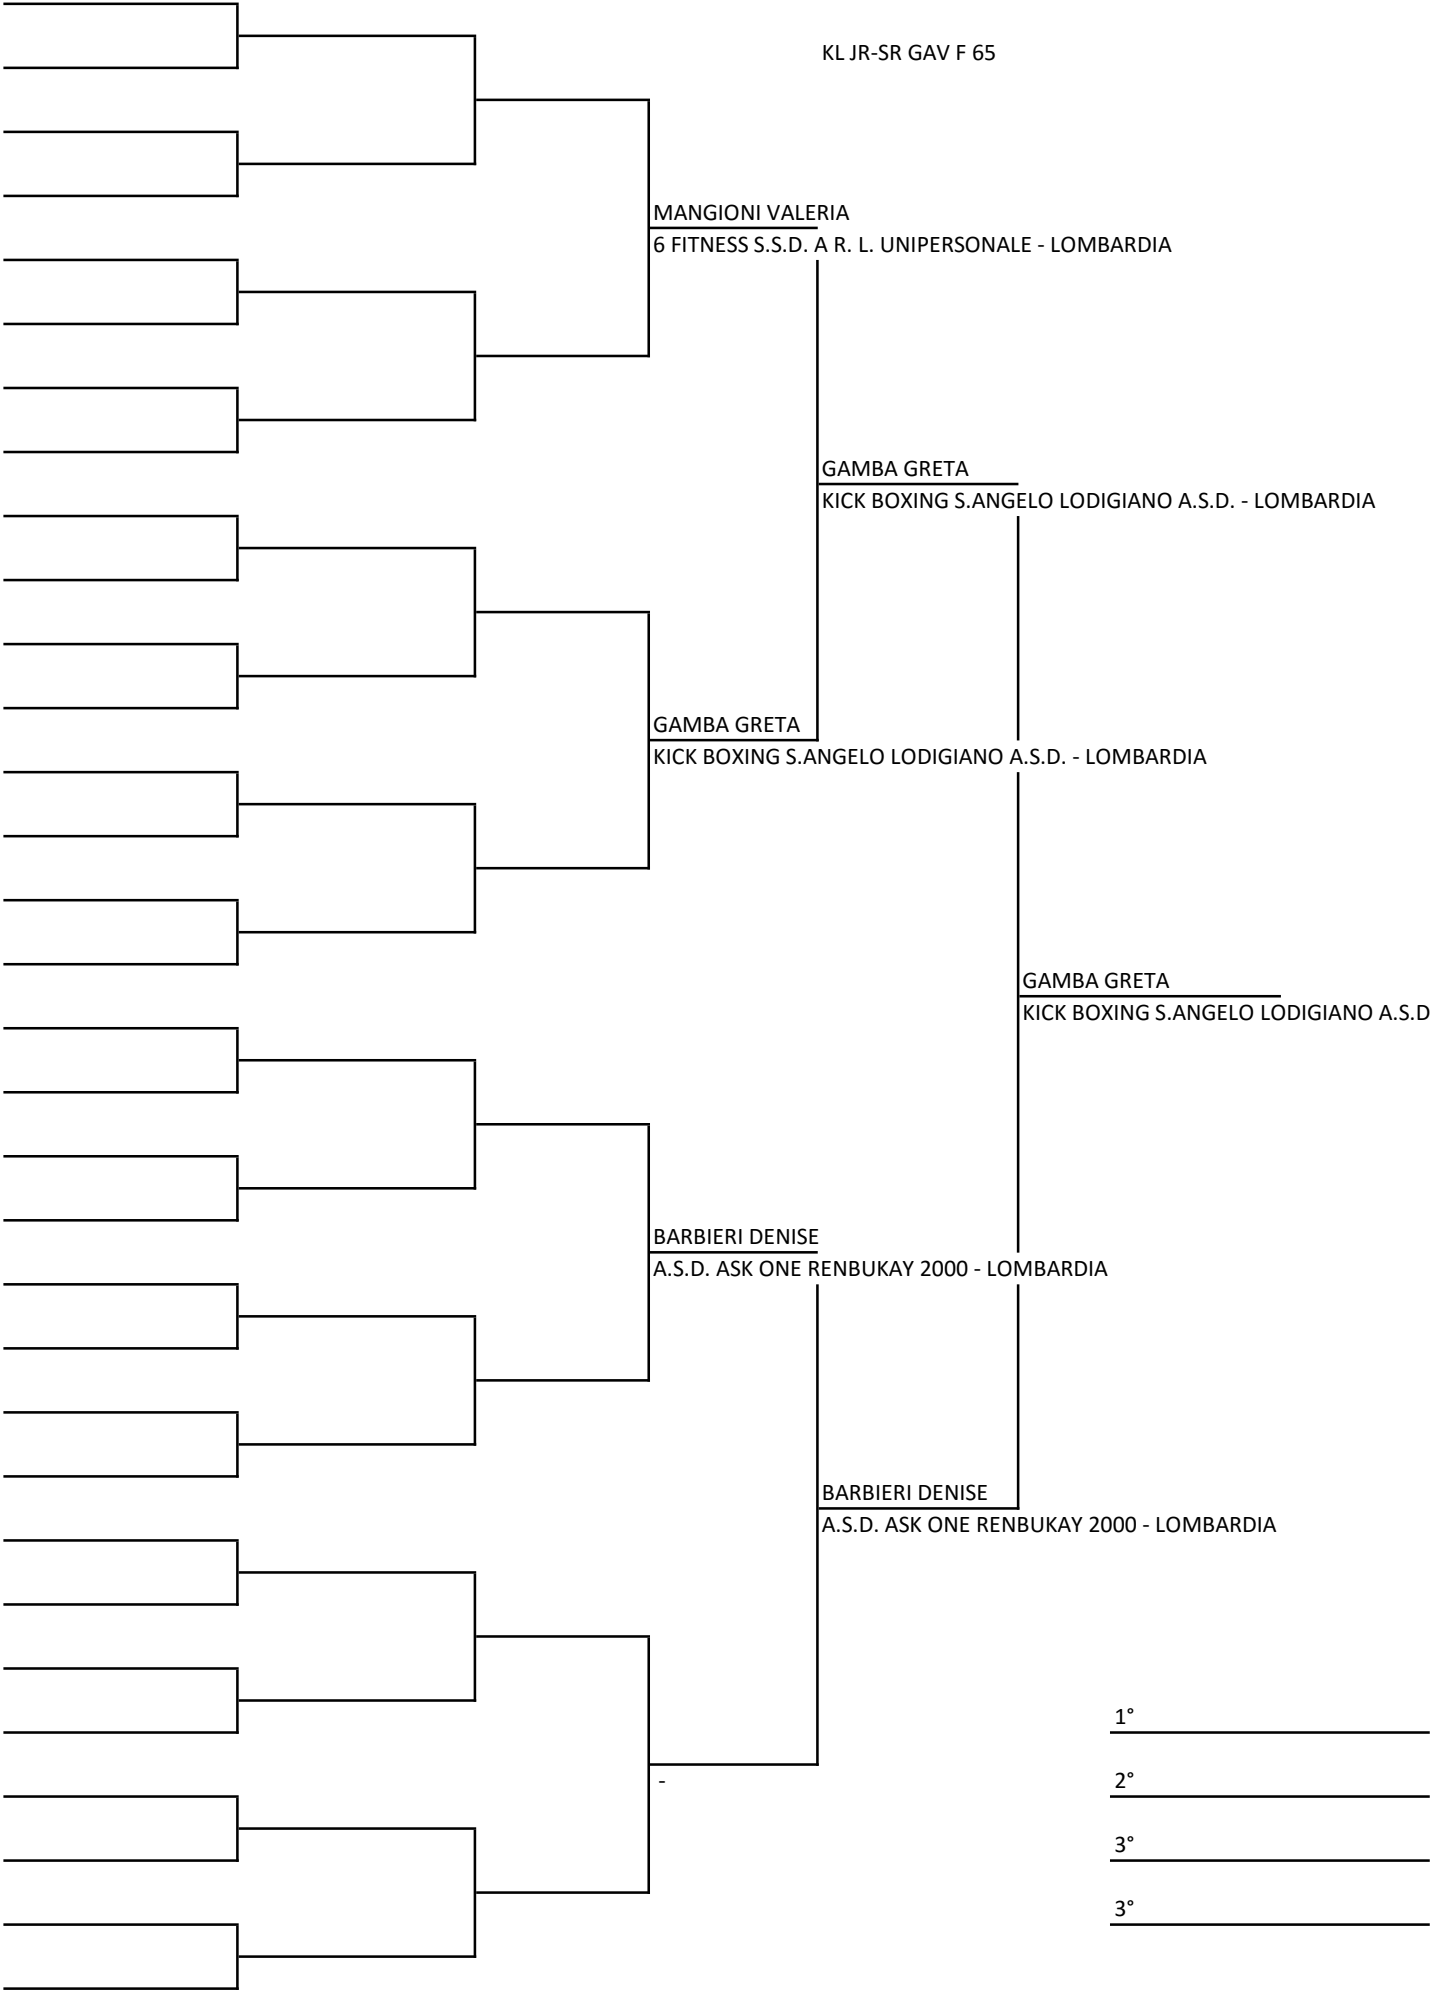 KL JR-SR GAV F 65
MANGIONI VALERIA
6 FITNESS S.S.D. A R. L. UNIPERSONALE - LOMBARDIA
GAMBA GRETA
KICK BOXING S.ANGELO LODIGIANO A.S.D. - LOMBARDIA
GAMBA GRETA
KICK BOXING S.ANGELO LODIGIANO A.S.D. - LOMBARDIA
GAMBA GRETA
KICK BOXING S.ANGELO LODIGIANO A.S.D
BARBIERI DENISE
A.S.D. ASK ONE RENBUKAY 2000 - LOMBARDIA
BARBIERI DENISE
A.S.D. ASK ONE RENBUKAY 2000 - LOMBARDIA
1°
-
2°
3°
3°